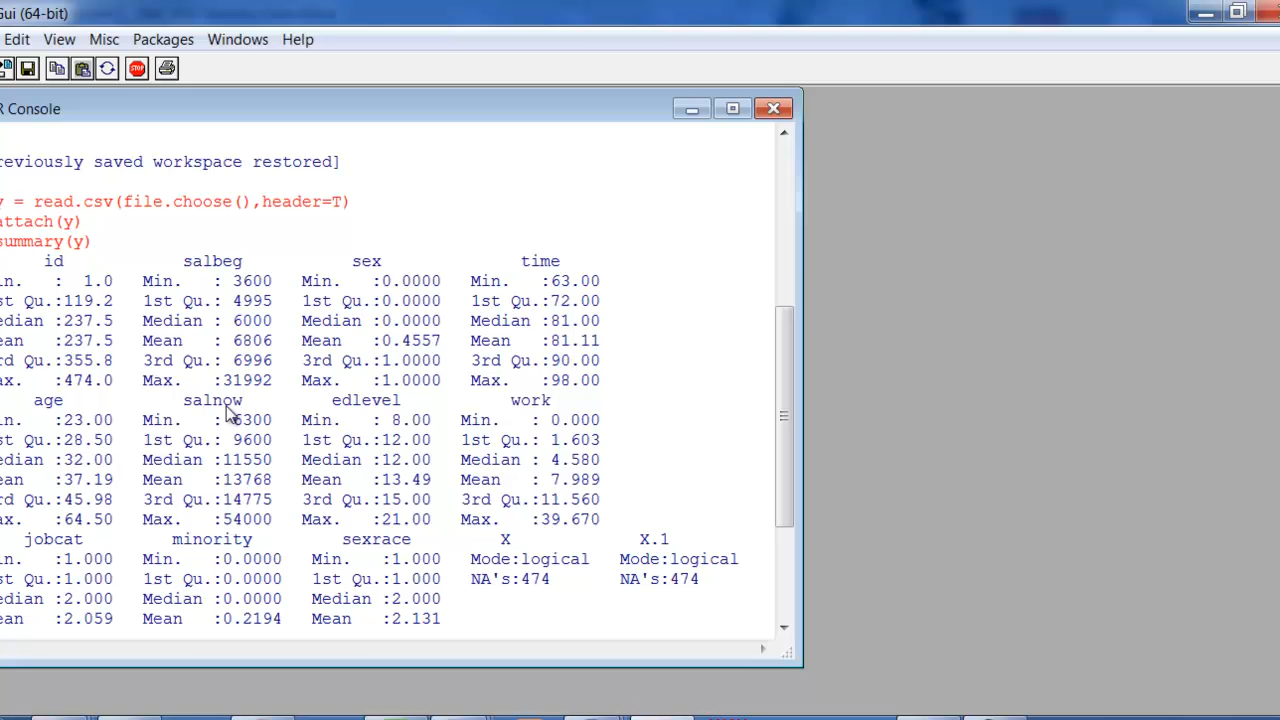 Gui (64-bit)
Edit View Misc Packages Windows Help
STOP
R Console
reviously saved workspace restored]
y = read.csv(file.choose(),header=T)
attach(y)
summary(y)
id salbeg sex time
in. : 1.0 Min. : 3600 Min. :0.0000 Min. :63.00
st Qu.:119.2 1st Qu.: 4995 1st Qu.:0.0000 1st Qu.:72.00
edian :237.5 Median : 6000 Median :0.0000 Median :81.00
ean :237.5 Mean : 6806 Mean :0.4557 Mean :81.11
rd Qu.:355.8 3rd Qu.: 6996 3rd Qu.:1.0000 3rd Qu.:90.00
ax. :474.0 Max. :31992 Max. :1.0000 Max. :98.00
age salnow edlevel work
in. :23.00 Min. : 6300 Min. : 8.00 Min. : 0.000
st Qu.:28.50 1st Qu.: 9600 1st Qu.:12.00 1st Qu.: 1.603
edian :32.00 Median :11550 Median :12.00 Median : 4.580
ean :37.19 Mean :13768 Mean :13.49 Mean : 7.989
rd Qu.:45.98 3rd Qu.:14775 3rd Qu.:15.00 3rd Qu.:11.560
ax. :64.50 Max. :54000 Max. :21.00 Max. :39.670
jobcat minority sexrace X X.1
in. :1.000 Min. :0.0000 Min. :1.000 Mode:logical Mode:logical
st Qu.:1.000 1st Qu.:0.0000 1st Qu.:1.000 NA's:474 NA's:474
edian :2.000 Median :0.0000 Median :2.000
ean :2.059 Mean :0.2194 Mean :2.131